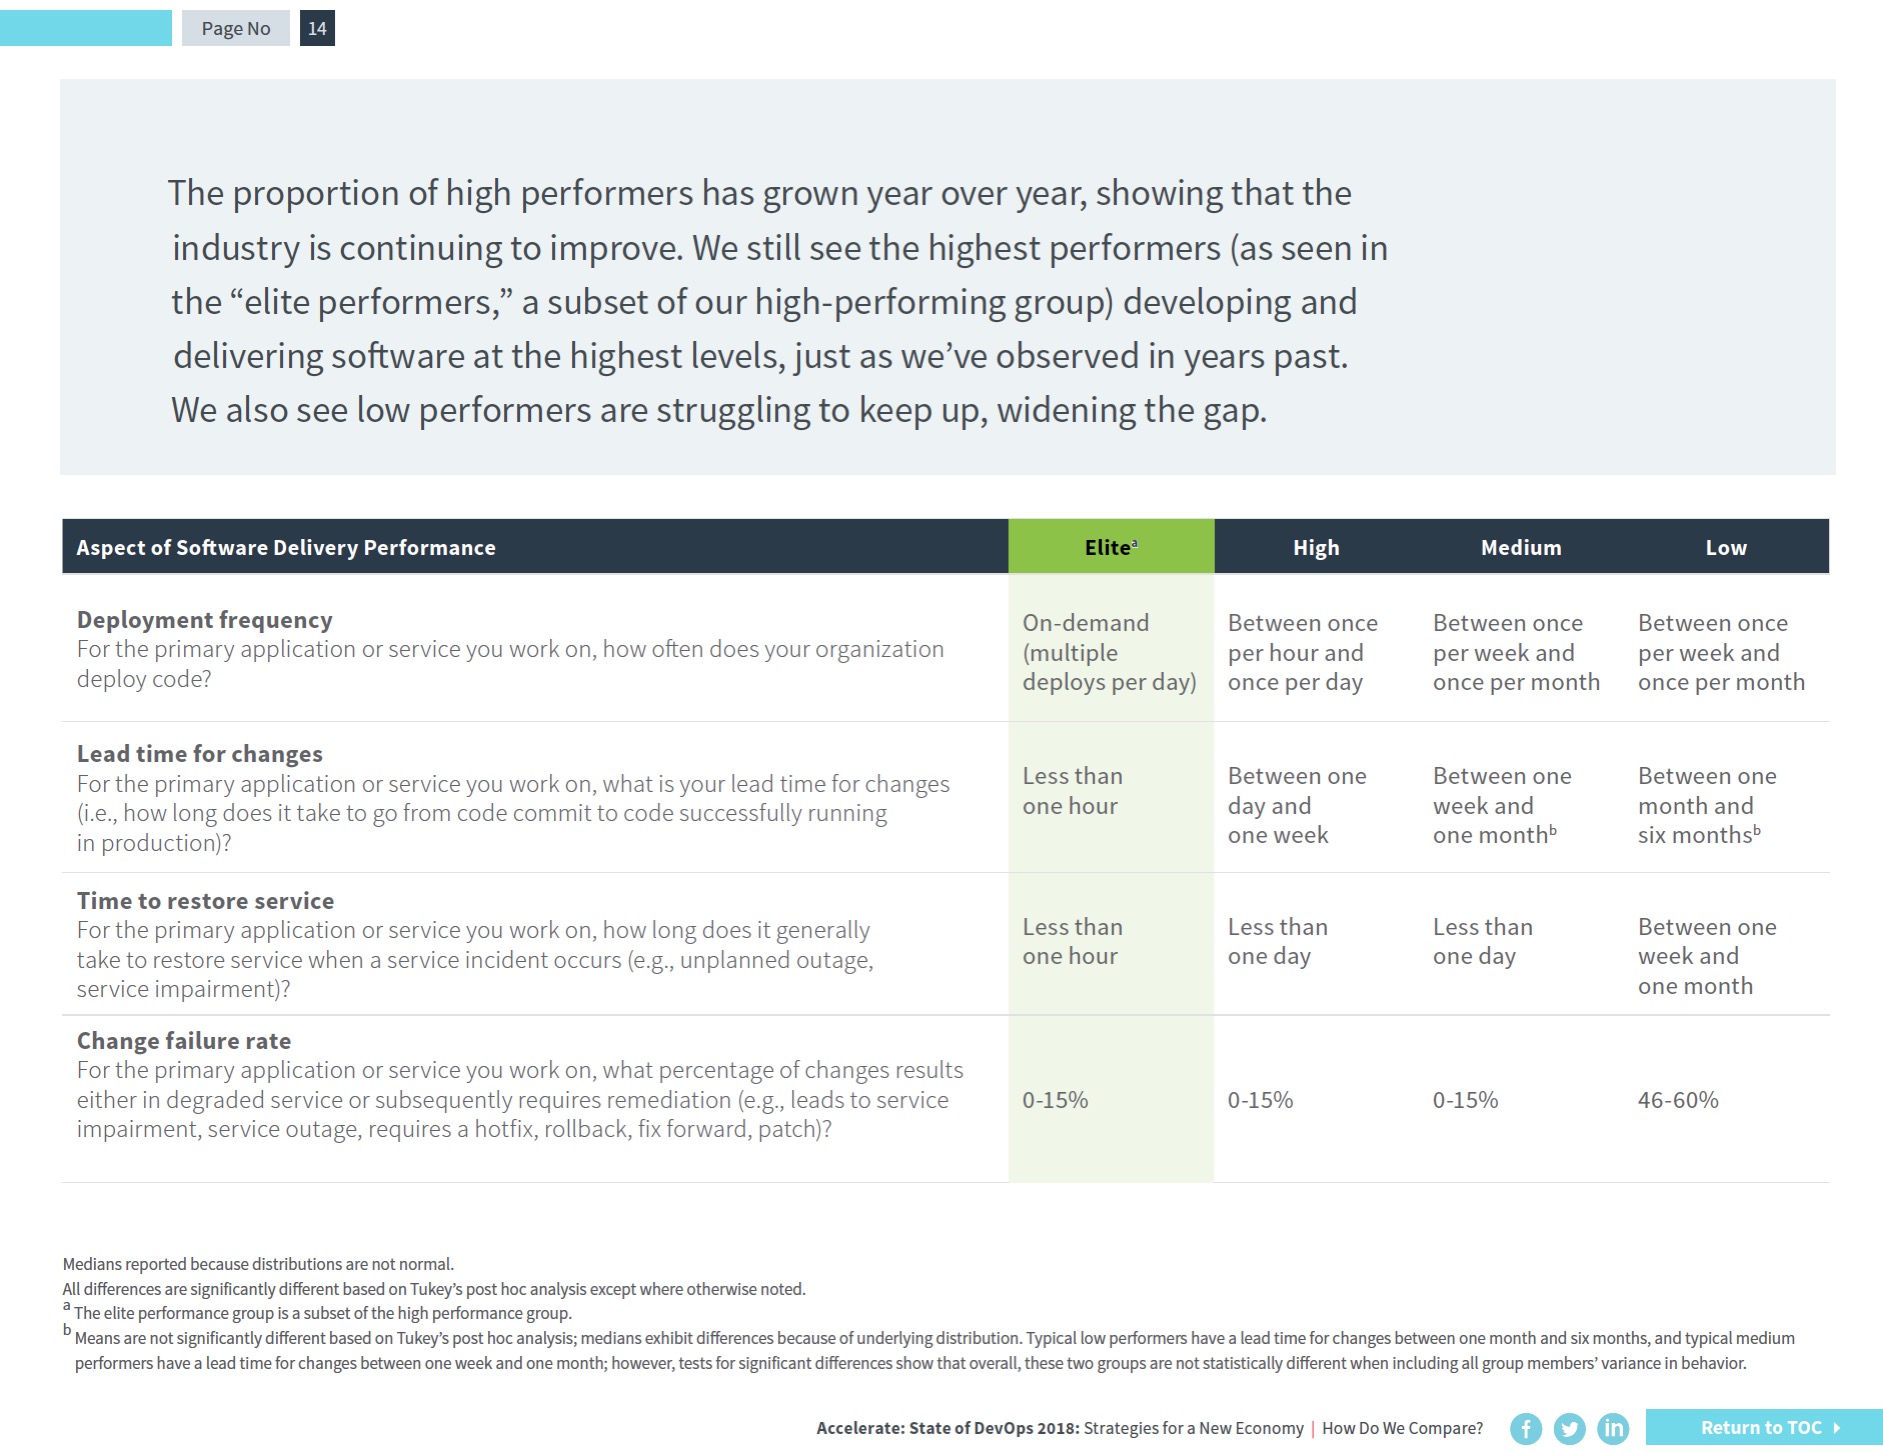 Page No 14
The proportion of high performers has grown year over year, showing that the
industry is continuing to improve. We still see the highest performers (as seen in
the “elite performers,” a subset of our high-performing group) developing and
delivering software at the highest levels, just as we’ve observed in years past.
We also see low performers are struggling to keep up, widening the gap.
Aspect of Software Delivery Performance
Eliteᵃ
High
Medium
Low
Deployment frequency
For the primary application or service you work on, how often does your organization
deploy code?
On-demand
(multiple
deploys per day)
Between once
per hour and
once per day
Between once
per week and
once per month
Between once
per week and
once per month
Lead time for changes
For the primary application or service you work on, what is your lead time for changes
(i.e., how long does it take to go from code commit to code successfully running
in production)?
Less than
one hour
Between one
day and
one week
Between one
week and
one monthᵇ
Between one
month and
six monthsᵇ
Time to restore service
For the primary application or service you work on, how long does it generally
take to restore service when a service incident occurs (e.g., unplanned outage,
service impairment)?
Less than
one hour
Less than
one day
Less than
one day
Between one
week and
one month
Change failure rate
For the primary application or service you work on, what percentage of changes results
either in degraded service or subsequently requires remediation (e.g., leads to service
impairment, service outage, requires a hotfix, rollback, fix forward, patch)?
0-15%
0-15%
0-15%
46-60%
Medians reported because distributions are not normal.
All differences are significantly different based on Tukey’s post hoc analysis except where otherwise noted.
ᵃ The elite performance group is a subset of the high performance group.
ᵇ Means are not significantly different based on Tukey’s post hoc analysis; medians exhibit differences because of underlying distribution. Typical low performers have a lead time for changes between one month and six months, and typical medium
performers have a lead time for changes between one week and one month; however, tests for significant differences show that overall, these two groups are not statistically different when including all group members’ variance in behavior.
Accelerate: State of DevOps 2018: Strategies for a New Economy | How Do We Compare?
Return to TOC